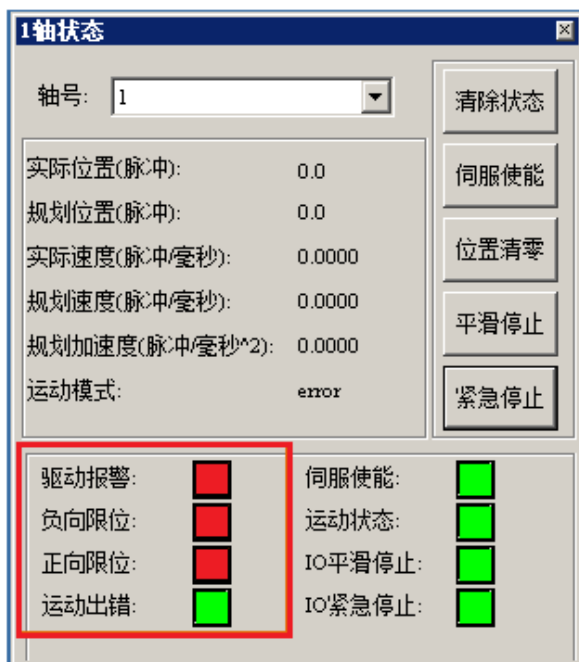 1轴状态
轴号: 1
清除状态
伺服使能
位置清零
平滑停止
紧急停止
实际位置(脉冲): 0.0
规划位置(脉冲): 0.0
实际速度(脉冲/毫秒): 0.0000
规划速度(脉冲/毫秒): 0.0000
规划加速度(脉冲/毫秒^2): 0.0000
运动模式: error
驱动报警: 伺服使能:
负向限位: 运动状态:
正向限位: IO平滑停止:
运动出错: IO紧急停止: